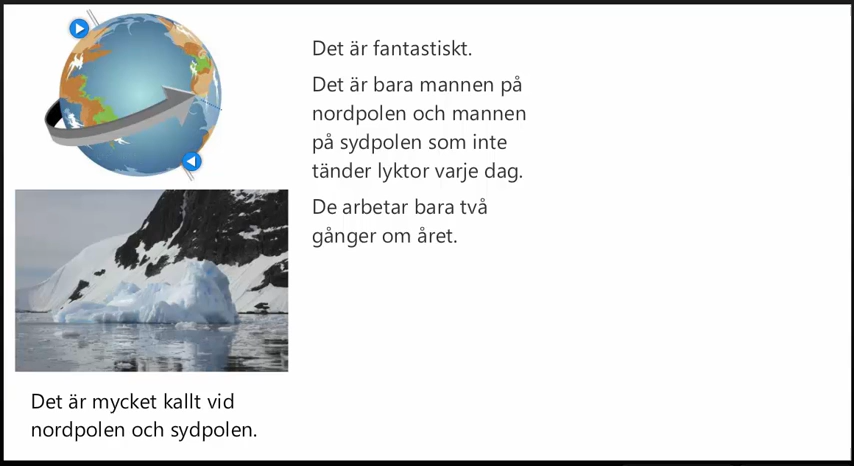 Det är fantastiskt.
Det är bara mannen på
nordpolen och mannen
på sydpolen som inte
tänder lyktor varje dag.
De arbetar bara två
gånger om året.
Det är mycket kallt vid
nordpolen och sydpolen.